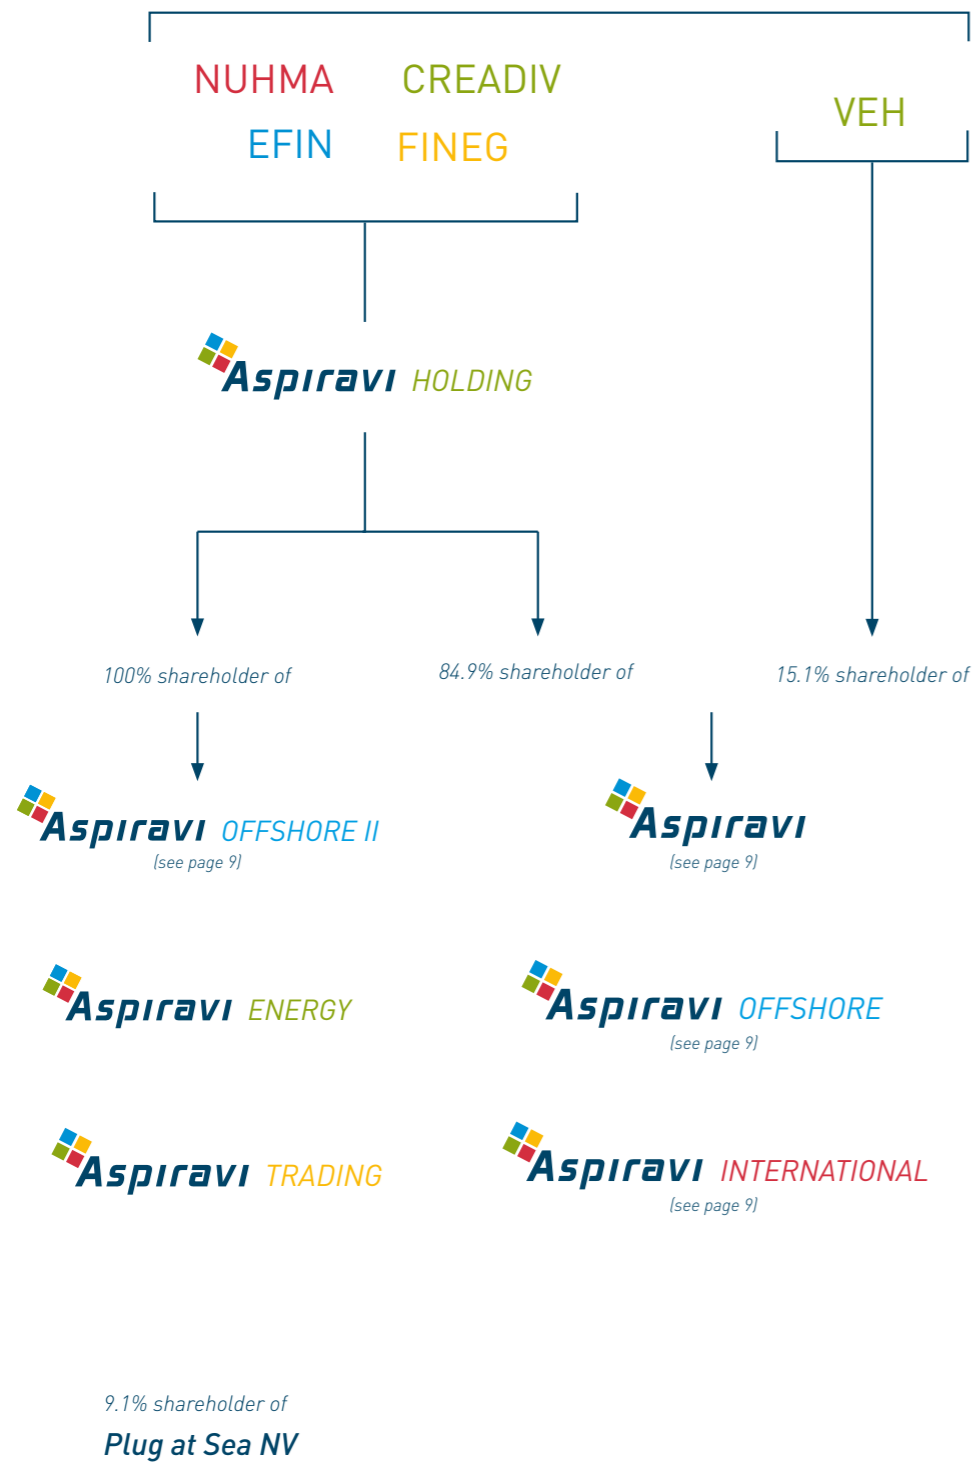 NUHMA CREADIV
VEH
EFIN FINEG
Aspiravi HOLDING
100% shareholder of
84.9% shareholder of
15.1% shareholder of
Aspiravi OFFSHORE II
(see page 9)
Aspiravi
(see page 9)
Aspiravi ENERGY
Aspiravi OFFSHORE
(see page 9)
Aspiravi TRADING
Aspiravi INTERNATIONAL
(see page 9)
9.1% shareholder of
Plug at Sea NV